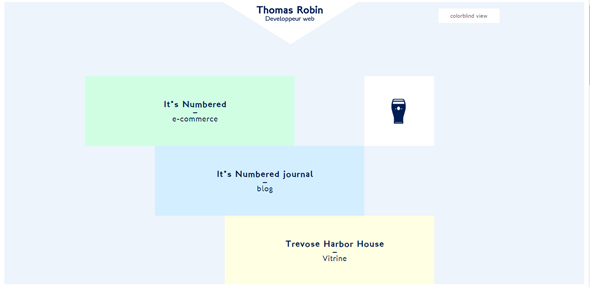 Thomas Robin
Developpeur web
colorblind view
It's Numbered
e-commerce
It's Numbered journal
blog
Trevose Harbor House
Vitrine